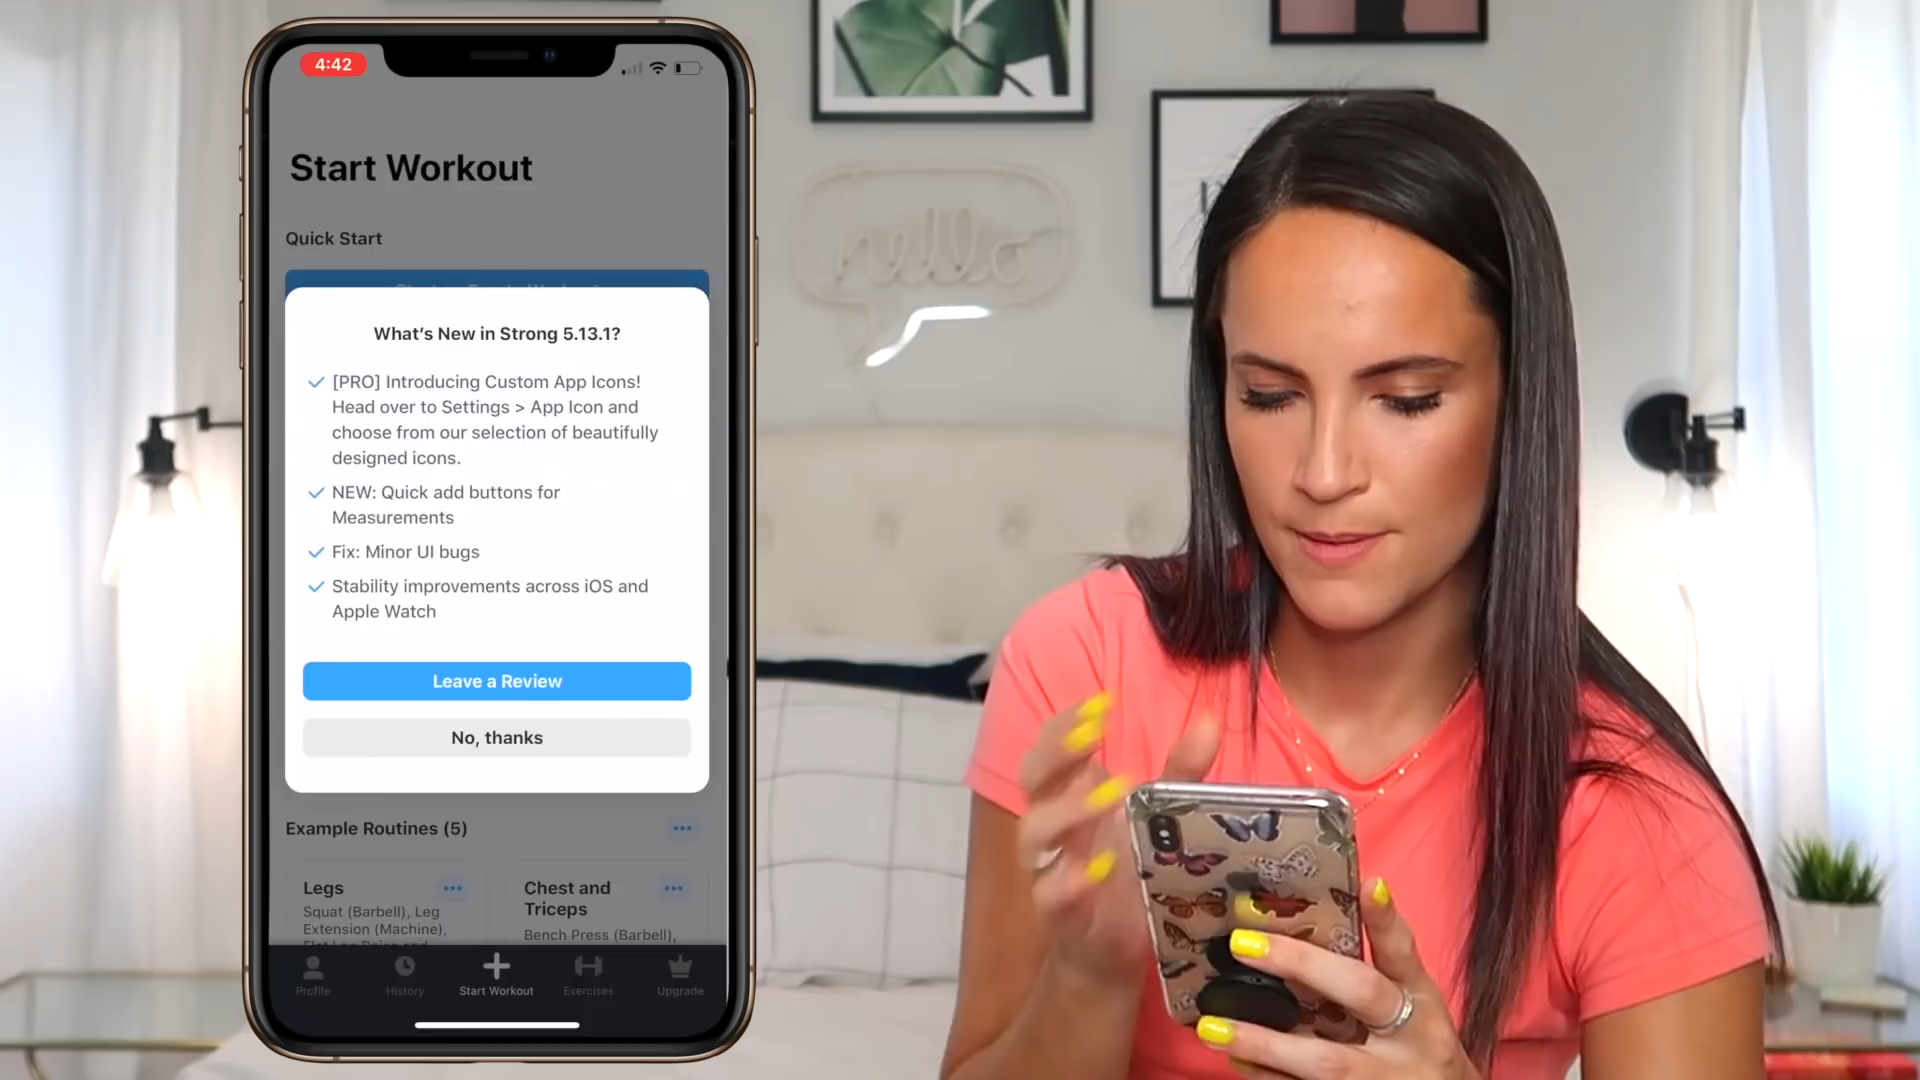 4:42
Start Workout
Quick Start
What's New in Strong 5.13.1?
[PRO] Introducing Custom App Icons!
Head over to Settings > App Icon and
choose from our selection of beautifully
designed icons.
NEW: Quick add buttons for
Measurements
Fix: Minor UI bugs
Stability improvements across iOS and
Apple Watch
Leave a Review
No, thanks
Example Routines (5)
Legs
Squat (Barbell), Leg
Extension (Machine),
Chest and
Triceps
Bench Press (Barbell),
Profile
History
Start Workout
Exercises
Upgrade
hello